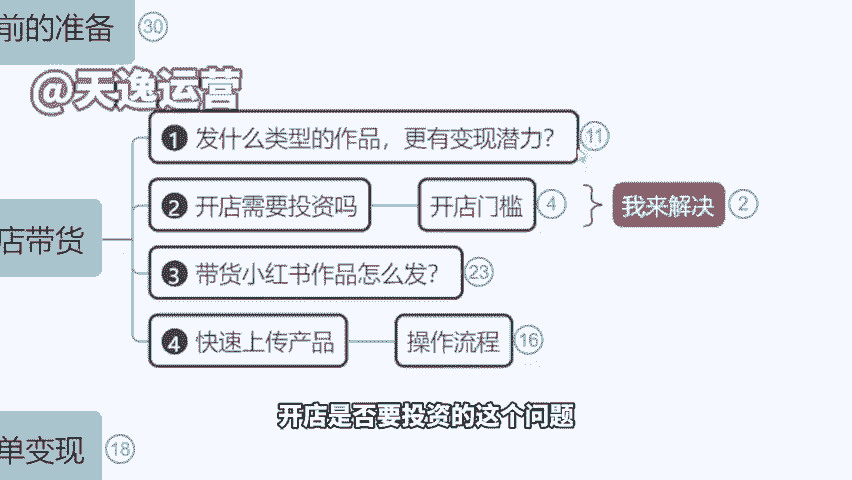 前的准备 30
@天逸运营
1 发什么类型的作品，更有变现潜力？ 11
2 开店需要投资吗 开店门槛 4 我来解决 2
店带货
3 带货小红书作品怎么发？ 23
4 快速上传产品 操作流程 16
开店是否要投资的这个问题
单变现 18